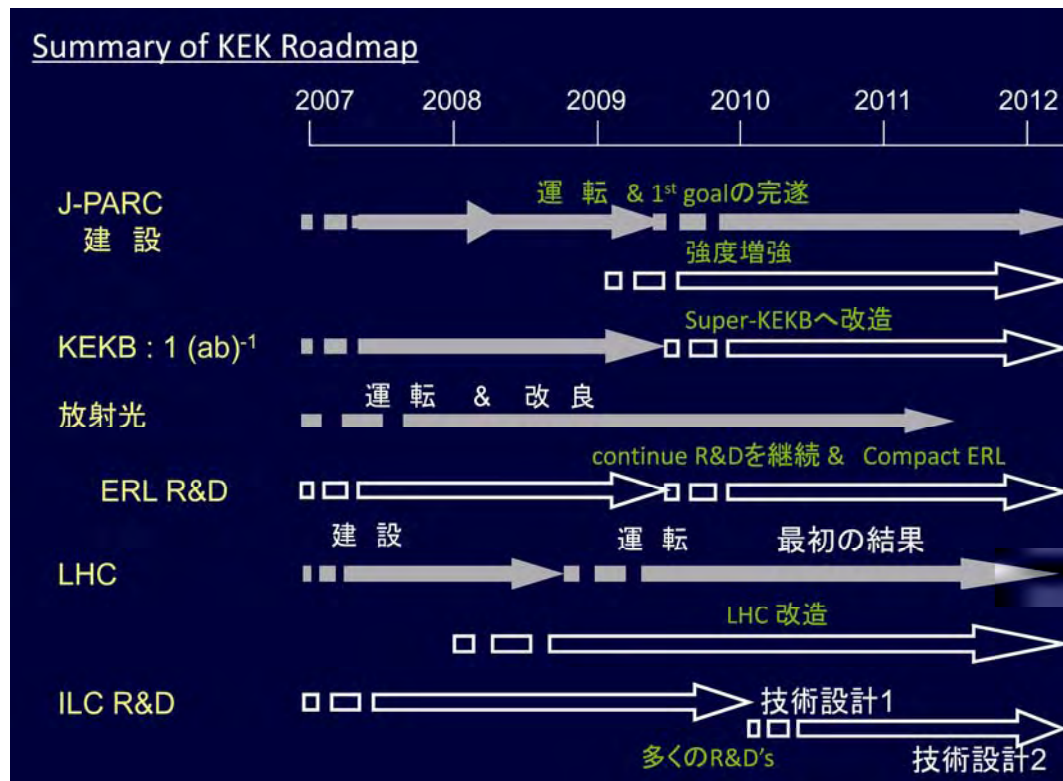 Summary of KEK Roadmap
2007 2008 2009 2010 2011 2012
運 転 & 1st goalの完遂
J-PARC
建 設
強度増強
Super-KEKBへ改造
KEKB : 1 (ab)-1
運 転 & 改 良
放射光
continue R&Dを継続 & Compact ERL
ERL R&D
建 設 運 転 最初の結果
LHC
LHC 改造
ILC R&D 技術設計1
多くのR&D's 技術設計2